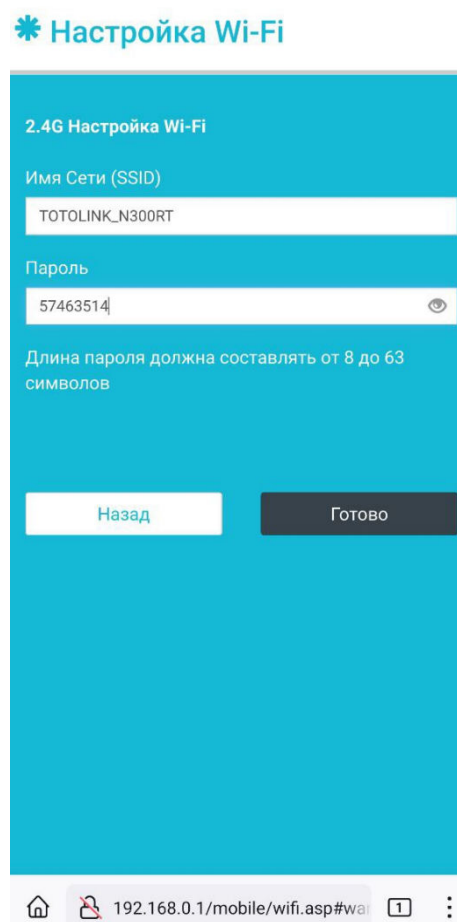 Настройка Wi-Fi
2.4G Настройка Wi-Fi
Имя Сети (SSID)
TOTOLINK_N300RT
Пароль
57463514
Длина пароля должна составлять от 8 до 63
символов
Назад Готово
192.168.0.1/mobile/wifi.asp#wa 1